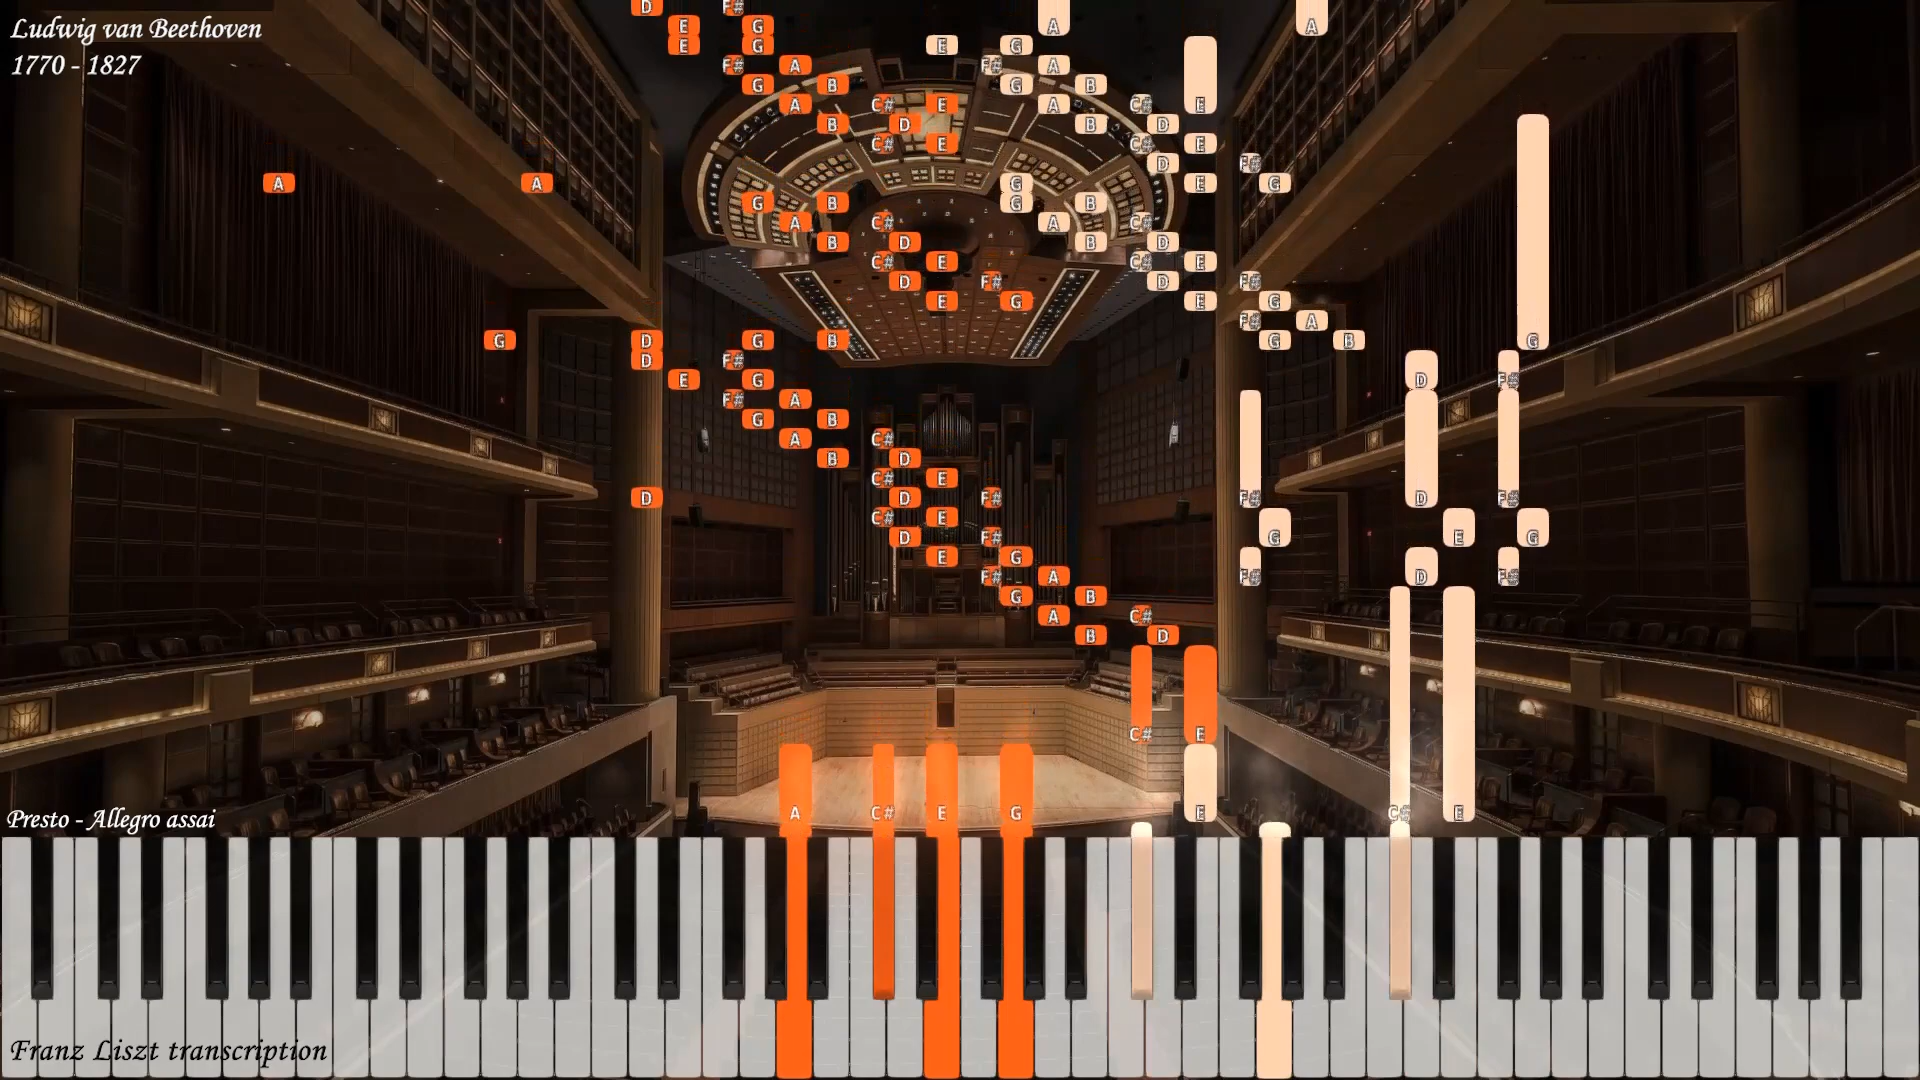 Ludwig van Beethoven
1770 - 1827
D F#
E G
E G E G A A
F# A F# A
G B G B
A C# E A C# E
B D B D
C# E C# E
D F#
A A G E G
G B G B
A C# A C#
B D B D
C# E C# E
D F# D F#
E G E G
F# A
G D G B G B G
D F#
E G D F#
F# A
G B
A C#
B D
C# E
D D F# F# D F#
C# E
D F# G E G
E G
F# A F# D F#
G B
A C#
B D
C# E
A C# E G E C# E
Presto - Allegro assai
Franz Liszt transcription